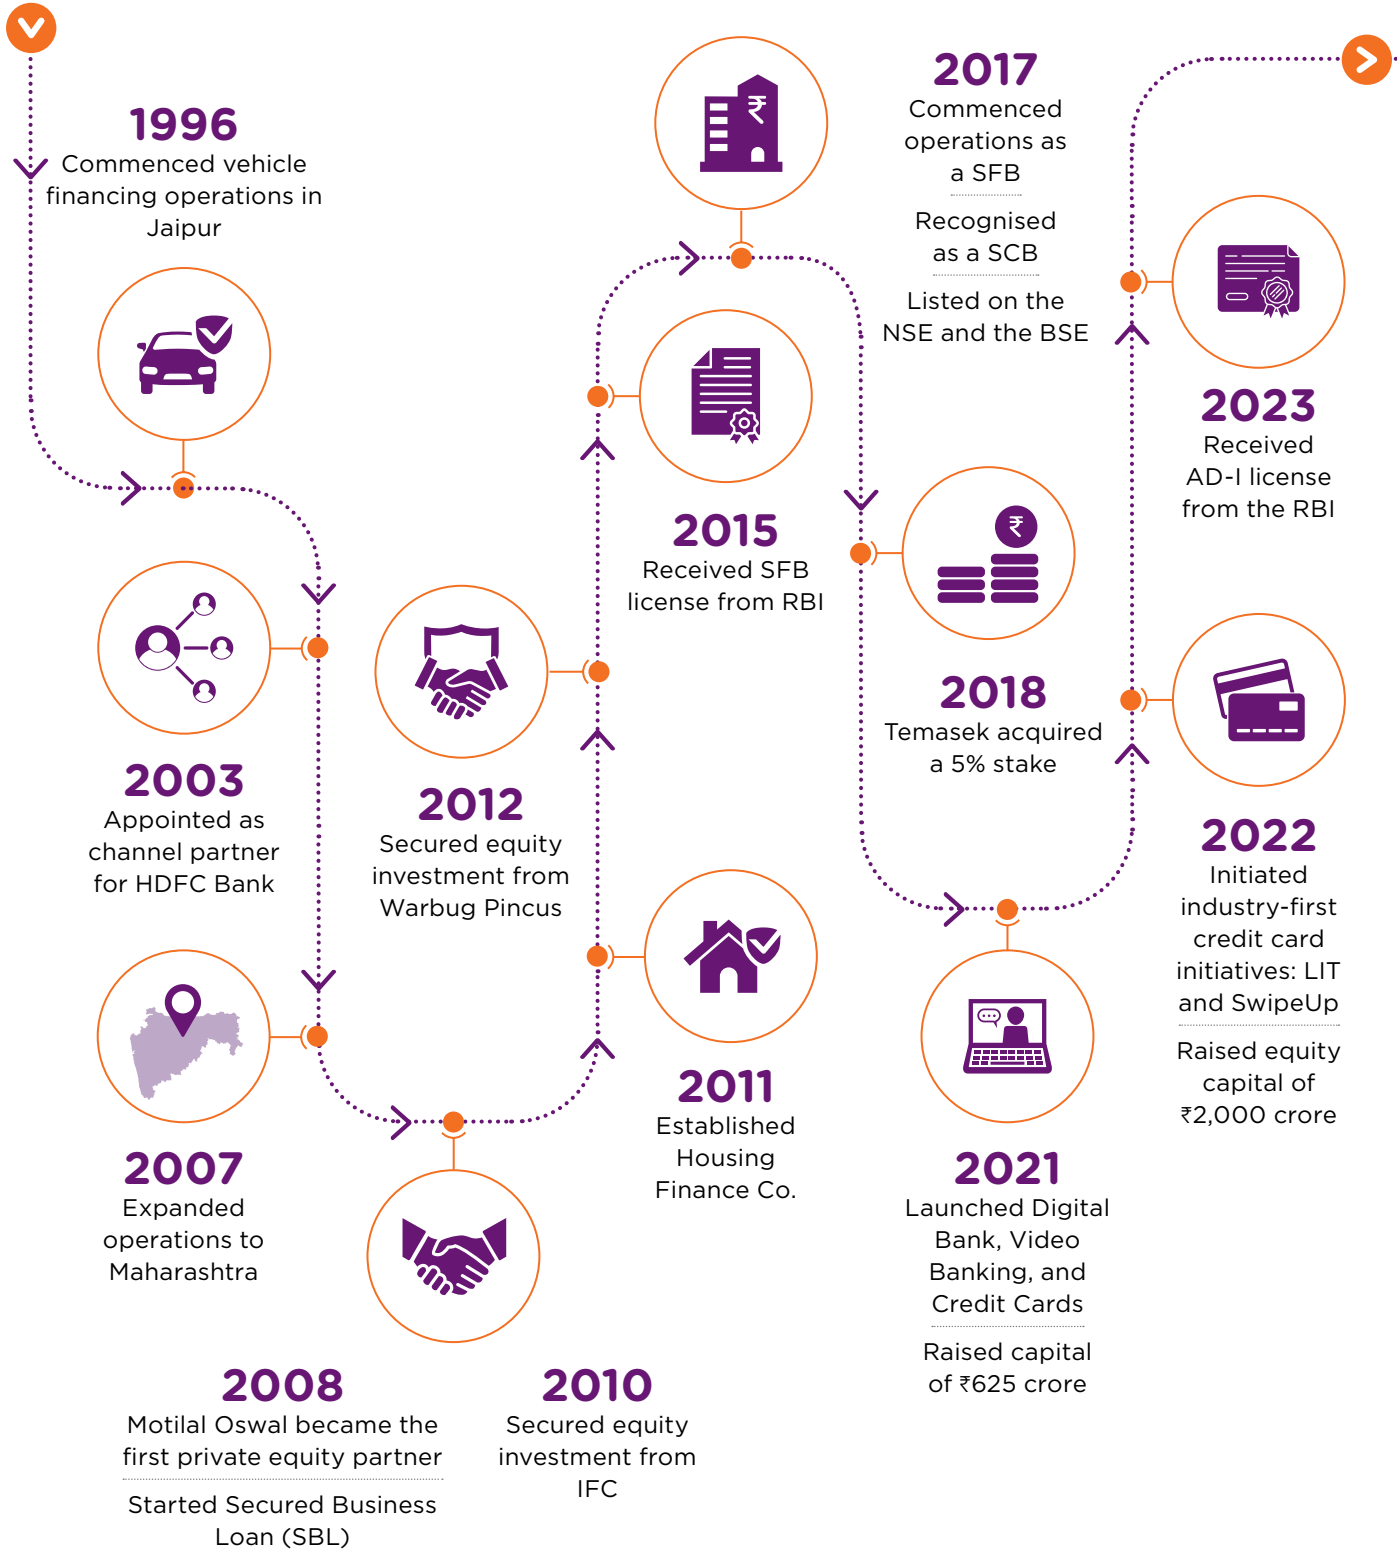 1996
Commenced vehicle
financing operations in
Jaipur
2003
Appointed as
channel partner
for HDFC Bank
2007
Expanded
operations to
Maharashtra
2008
Motilal Oswal became the
first private equity partner
Started Secured Business
Loan (SBL)
2010
Secured equity
investment from
IFC
2011
Established
Housing
Finance Co.
2012
Secured equity
investment from
Warbug Pincus
2015
Received SFB
license from RBI
₹
2017
Commenced
operations as
a SFB
Recognised
as a SCB
Listed on the
NSE and the BSE
₹
2018
Temasek acquired
a 5% stake
2021
Launched Digital
Bank, Video
Banking, and
Credit Cards
Raised capital
of ₹625 crore
2022
Initiated
industry-first
credit card
initiatives: LIT
and SwipeUp
Raised equity
capital of
₹2,000 crore
2023
Received
AD-I license
from the RBI